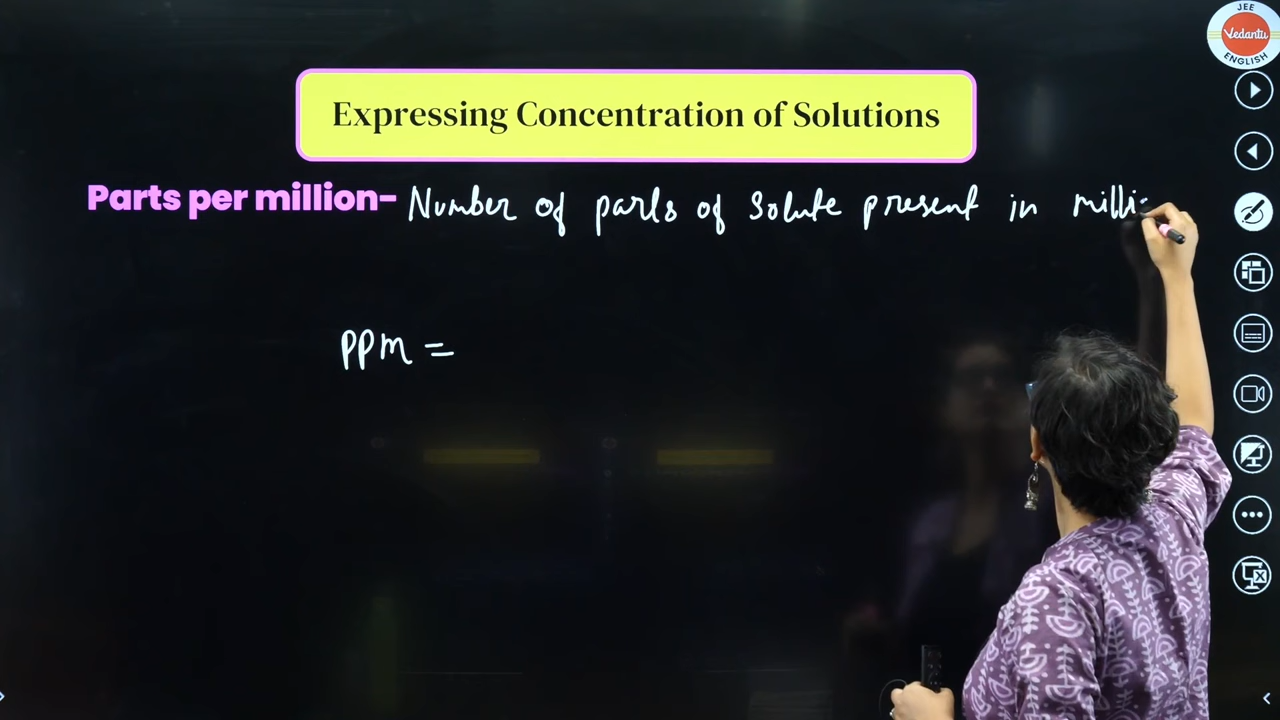 JEE
Vedantu
ENGLISH
Expressing Concentration of Solutions
Parts per million- Number of parts of solute present in milli
PPM =